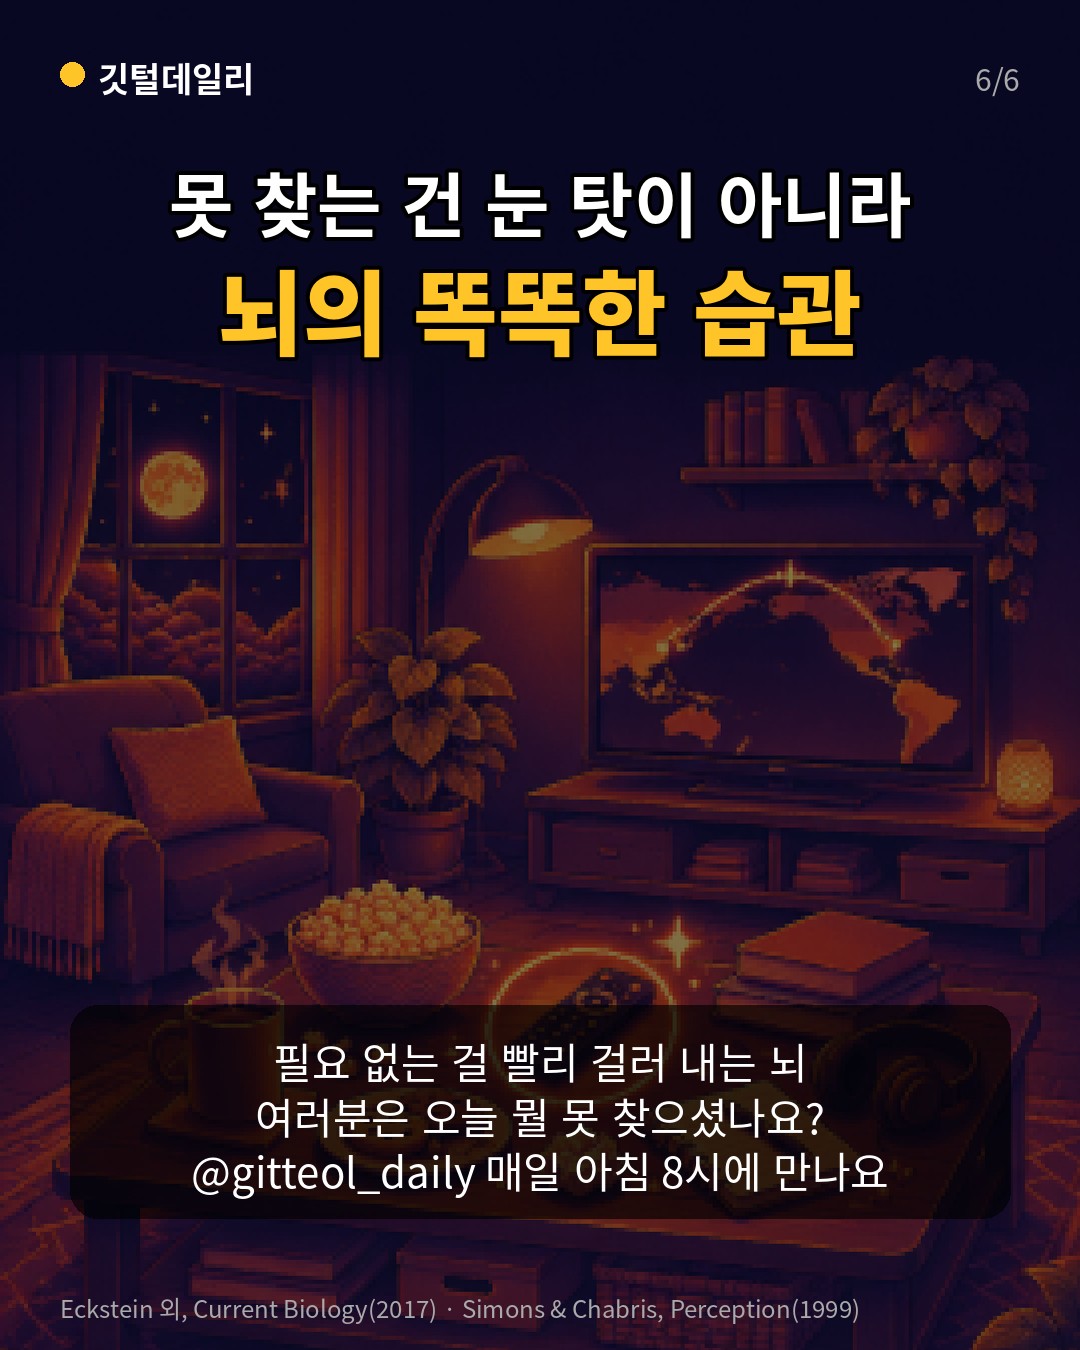 깃털데일리
6/6
못 찾는 건 눈 탓이 아니라
뇌의 똑똑한 습관
필요 없는 걸 빨리 걸러 내는 뇌
여러분은 오늘 뭘 못 찾으셨나요?
@gitteol_daily 매일 아침 8시에 만나요
Eckstein 외, Current Biology(2017) · Simons & Chabris, Perception(1999)